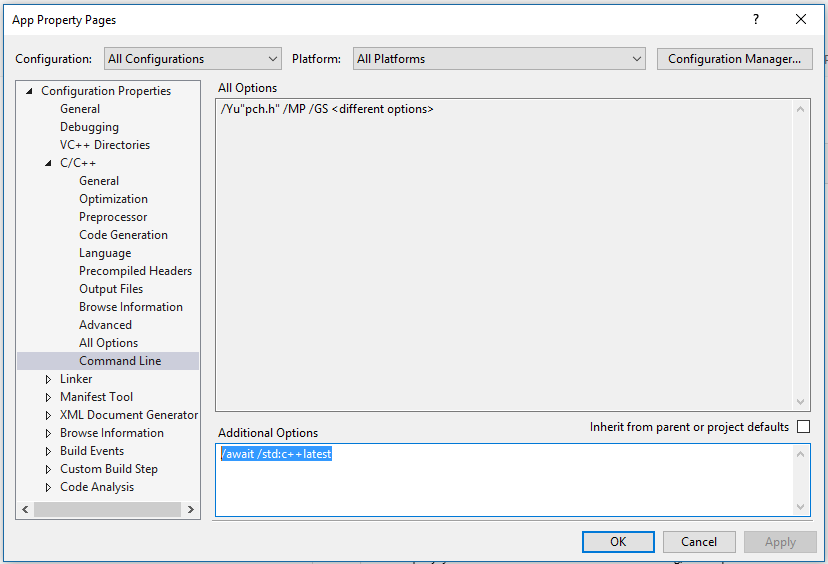 App Property Pages
?
Configuration: All Configurations Platform: All Platforms Configuration Manager...
Configuration Properties
General
Debugging
VC++ Directories
C/C++
General
Optimization
Preprocessor
Code Generation
Language
Precompiled Headers
Output Files
Browse Information
Advanced
All Options
Command Line
Linker
Manifest Tool
XML Document Generator
Browse Information
Build Events
Custom Build Step
Code Analysis
All Options
/Yu"pch.h" /MP /GS <different options>
Inherit from parent or project defaults
Additional Options
/await /std:c++latest
OK Cancel Apply